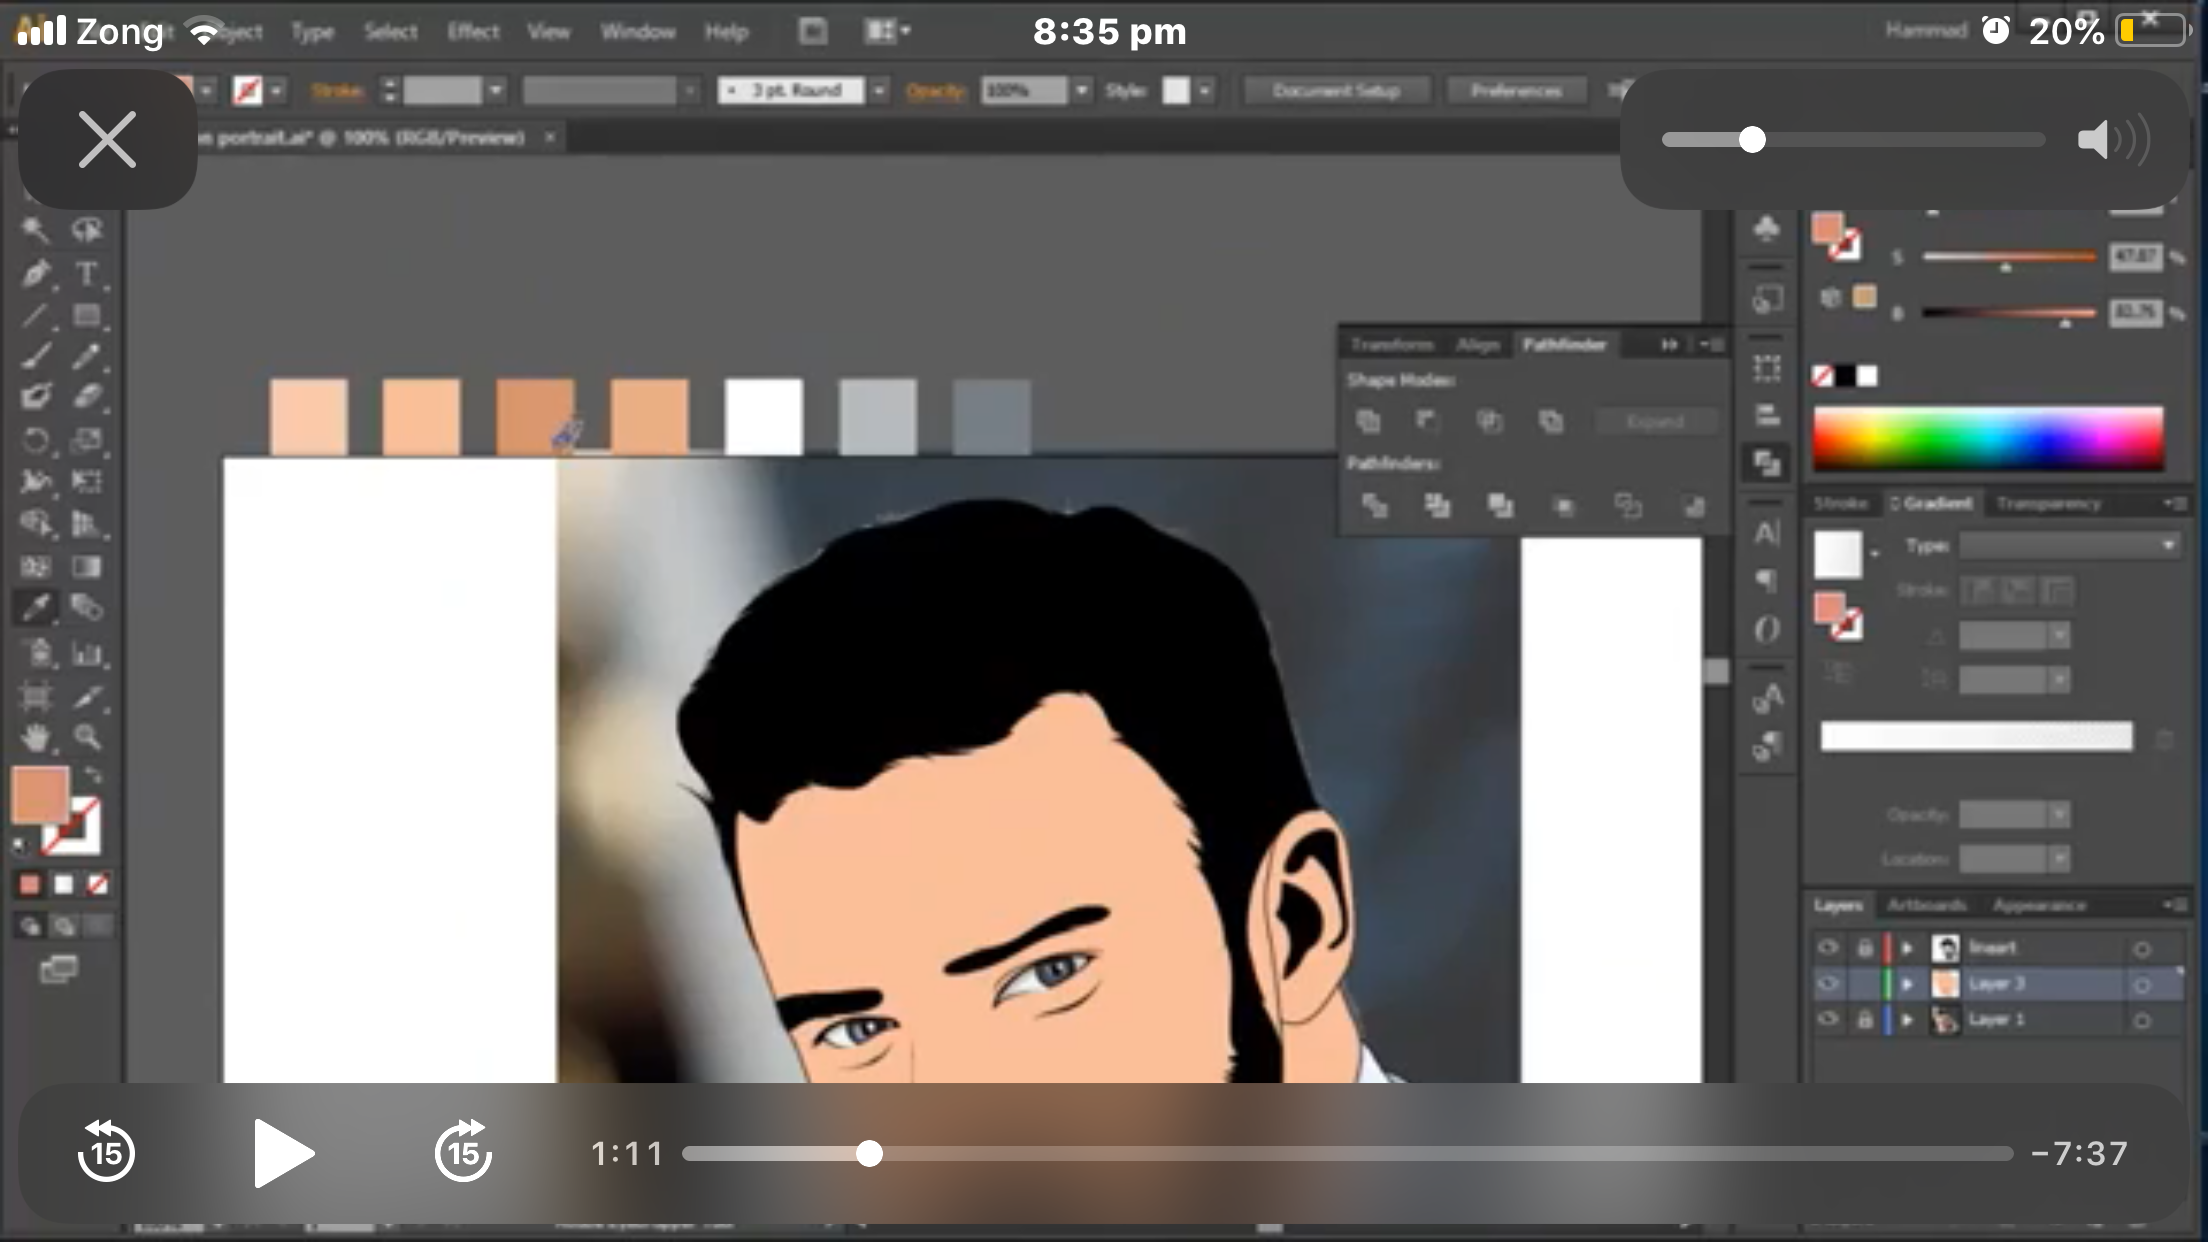 Zong
8:35 pm
20%
Type Select Effect View Window Help
Hammad
Stroke:
3 pt. Round
Opacity: 100%
Style:
Document Setup
Preferences
portrait.ai* @ 100% (RGB/Preview)
S
%
B
%
Transform Align Pathfinder
Shape Modes:
Expand
Pathfinders:
Stroke Gradient Transparency
Type:
Stroke:
Opacity:
Location:
Layers Artboards Appearance
lineart
Layer 3
Layer 1
15
15
1:11
−7:37